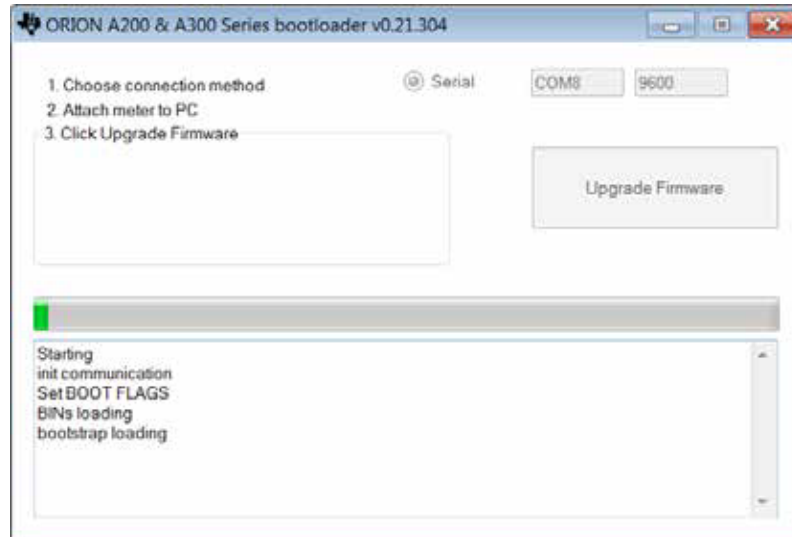 ORION A200 & A300 Series bootloader v0.21.304
1. Choose connection method
Serial
COM8
9600
2. Attach meter to PC
3. Click Upgrade Firmware
Upgrade Firmware
Starting
init communication
Set BOOT FLAGS
BINs loading
bootstrap loading